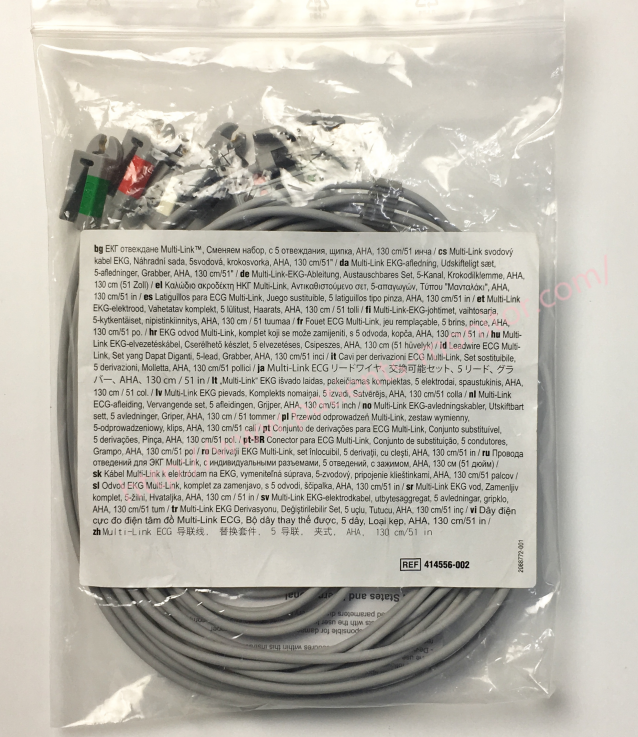 bg ЕКГ отвеждане Multi-Link™, Сменяем набор, с 5 отвеждания, щипка, AHA, 130 cm/51 инча / cs Multi-Link svodový
kabel EKG, Náhradní sada, 5svodová, krokosvorka, AHA, 130 cm/51" / da Multi-Link EKG-afledning, Udskifteligt sæt,
5-afledninger, Grabber, AHA, 130 cm/51" / de Multi-Link-EKG-Ableitung, Austauschbares Set, 5-Kanal, Krokodilklemme, AHA,
130 cm (51 Zoll) / el Καλώδιο ακροδέκτη ΗΚΓ Multi-Link, Αντικαθιστούμενο σετ, 5-απαγωγών, Τύπου "Μανταλάκι", AHA,
130 cm/51 in / es Latiguillos para ECG Multi-Link, Juego sustituible, 5 latiguillos tipo pinza, AHA, 130 cm/51 in / et Multi-Link
EKG-elektrood, Vahetatav komplekt, 5 lülitust, Haarats, AHA, 130 cm / 51 tolli / fi Multi-Link EKG-johtimet, vaihtosarja,
5-kytkentäiset, nipistinkiinnitys, AHA, 130 cm/51 tuumaa / fr Fouet ECG Multi-Link, jeu remplaçable, 5 brins, pince, AHA,
130 cm/51 po. / hr EKG odvod Multi-Link, komplet koji se može zamijeniti, s 5 odvoda, kopča, AHA, 130 cm / 51 in / hu Multi-
Link EKG-elvezetéskábel, Cserélhető készlet, 5 elvezetéses, Csipeszes, AHA, 130 cm (51 hüvelyk) / id Leadwire ECG Multi-
Link, Set yang Dapat Diganti, 5-lead, Grabber, AHA, 130 cm/51 inci / it Cavi per derivazioni ECG Multi-Link, Set sostituibile,
5 derivazioni, Molletta, AHA, 130 cm/51 pollici / ja Multi-Link ECG リードワイヤ、交換可能セット、5 リード、グラ
バー、AHA、130 cm / 51 in / lt „Multi-Link" EKG išvado laidas, pakeičiamas komplektas, 5 elektrodai, spaustukinis, AHA,
130 cm / 51 col. / lv Multi-Link EKG pievads, Komplekts nomaigai, 5 izvadi, Satvērējs, AHA, 130 cm / 51 colla / nl Multi-Link
ECG-afleiding, Vervangende set, 5 afleidingen, Grijper, AHA, 130 cm/51 inch / no Multi-Link EKG-avledningskabler, Utskiftbart
sett, 5 avledninger, Griper, AHA, 130 cm / 51 tommer / pl Przewód odprowadzeń Multi-Link, zestaw wymienny,
5-odprowadzeniowy, klips, AHA, 130 cm/51 cali / pt Conjunto de derivações para ECG Multi-Link, Conjunto substituível,
5 derivações, Pinça, AHA, 130 cm/51 pol. / pt-BR Conector para ECG Multi-Link, Conjunto de substituição, 5 condutores,
Grampo, AHA, 130 cm/51 pol / ro Derivaţii EKG Multi-Link, set înlocuibil, 5 derivaţii, cu cleşti, AHA, 130 cm/51 in / ru Провода
отведений для ЭКГ Multi-Link, с индивидуальными разъемами, 5 отведений, с зажимом, AHA, 130 см (51 дюйм) /
sk Kábel Multi-Link k elektródam na EKG, vymeniteľná súprava, 5-zvodový, pripojenie klieštinkami, AHA, 130 cm/51 palcov /
sl Odvod EKG Multi-Link, komplet za zamenjavo, s 5 odvodi, ščipalka, AHA, 130 cm/51 in / sr Multi-Link EKG vod, Zamenljiv
komplet, 5-žilni, Hvataljka, AHA, 130 cm / 51 in / sv Multi-Link EKG-elektrodkabel, utbytesaggregat, 5 avledningar, gripklo,
AHA, 130 cm/51 tum / tr Multi-Link EKG Derivasyonu, Değiştirilebilir Set, 5 uçlu, Tutucu, AHA, 130 cm/51 inç / vi Dây điện
cực đo điện tâm đồ Multi-Link ECG, Bộ dây thay thế được, 5 dây, Loại kẹp, AHA, 130 cm/51 in /
zh Multi-Link ECG 导联线, 替换套件, 5 导联, 夹式, AHA, 130 cm/51 in
REF 414556-002
2066772-001
States and